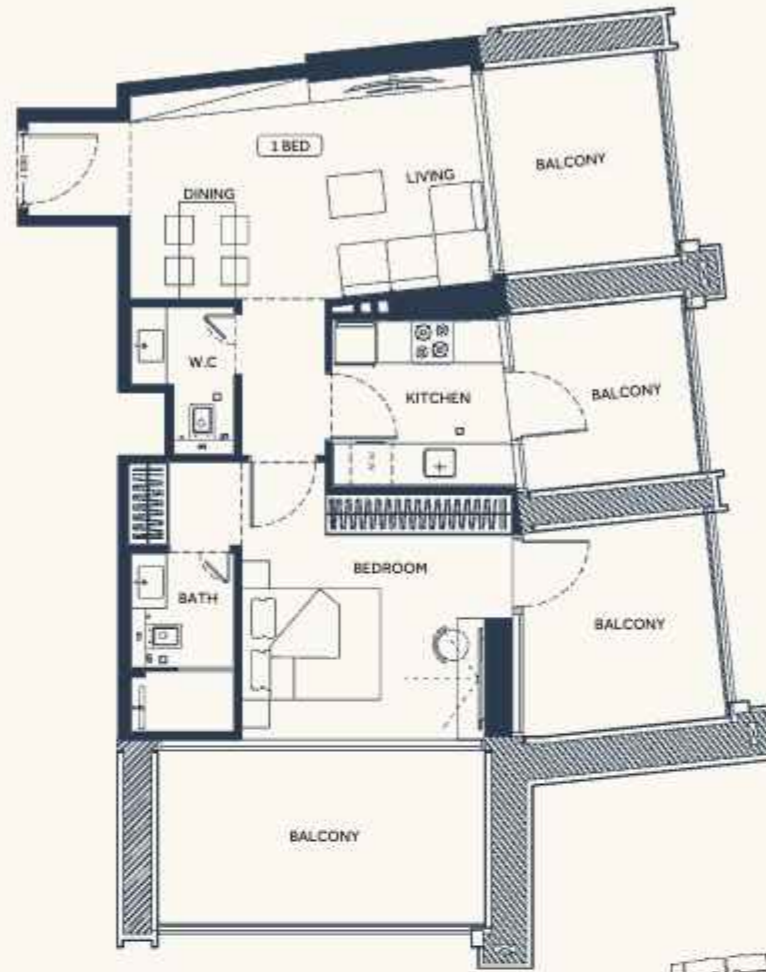 1 BED
BALCONY
LIVING
DINING
W.C
KITCHEN
BALCONY
BEDROOM
BATH
BALCONY
BALCONY